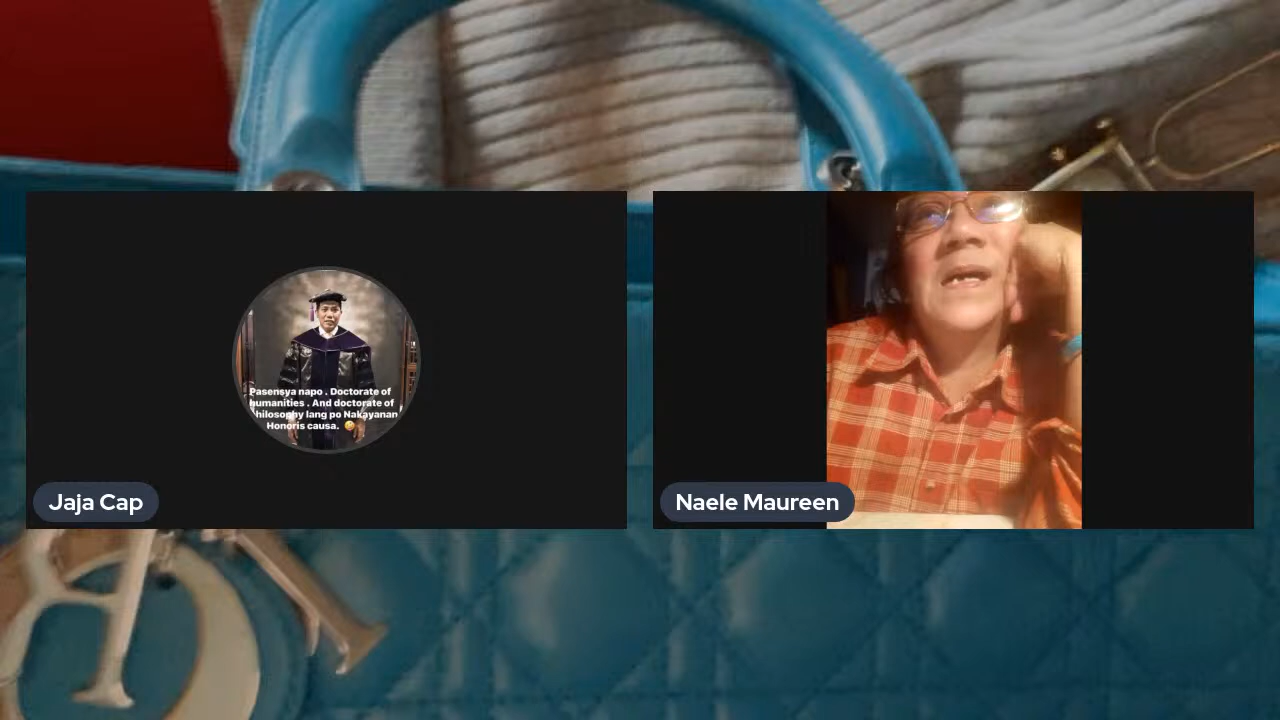 Pasensya napo . Doctorate of
humanities . And doctorate of
hilosophy lang po Nakayanan
Honoris causa. 😆
Jaja Cap
Naele Maureen